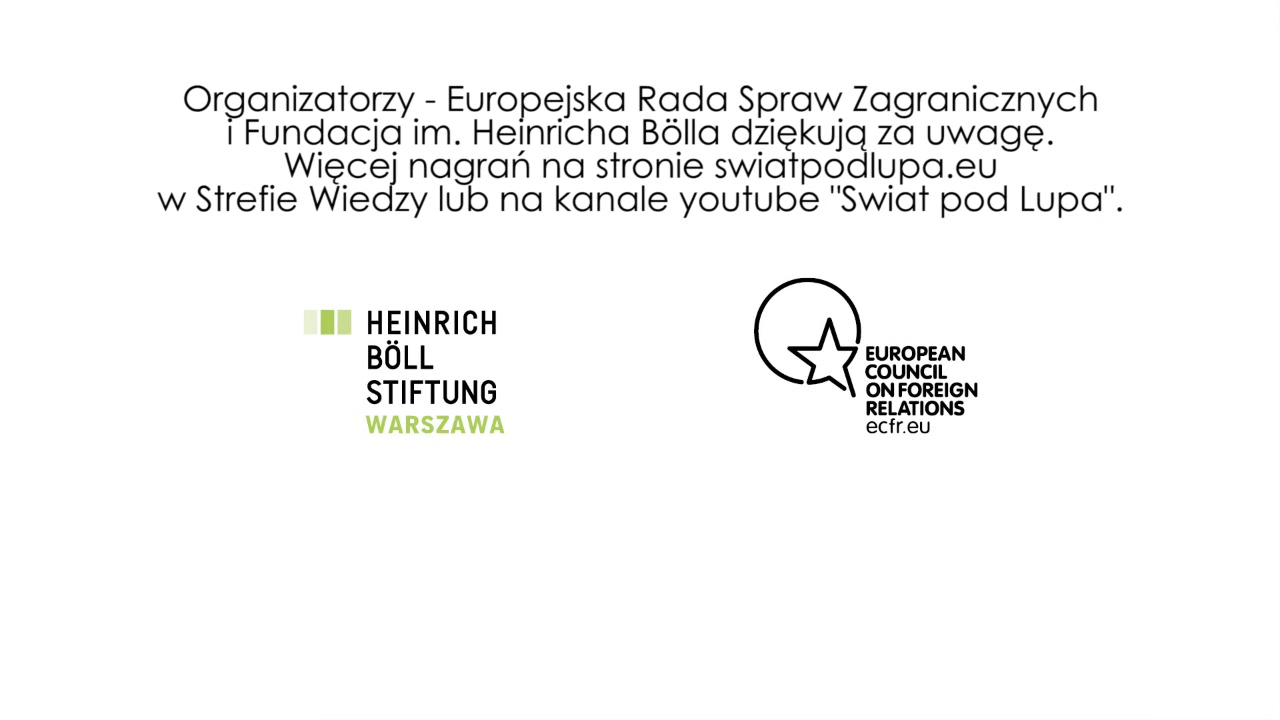 Organizatorzy - Europejska Rada Spraw Zagranicznych
i Fundacja im. Heinricha Bölla dziękują za uwagę.
Więcej nagrań na stronie swiatpodlupa.eu
w Strefie Wiedzy lub na kanale youtube "Swiat pod Lupa".
HEINRICH
BÖLL
STIFTUNG
WARSZAWA
EUROPEAN
COUNCIL
ON FOREIGN
RELATIONS
ecfr.eu